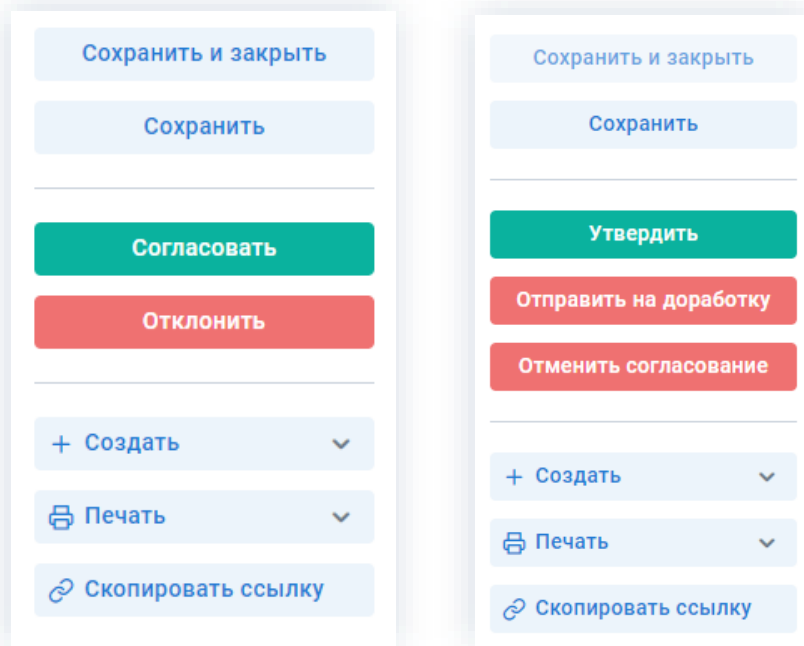 Сохранить и закрыть
Сохранить
Согласовать
Отклонить
Создать
Печать
Скопировать ссылку
Сохранить и закрыть
Сохранить
Утвердить
Отправить на доработку
Отменить согласование
Создать
Печать
Скопировать ссылку